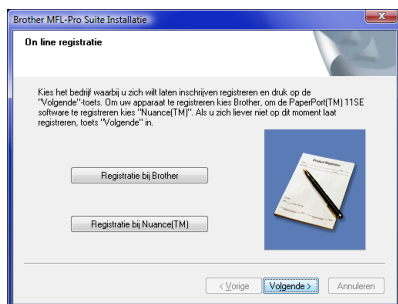 Brother MFL-Pro Suite Installatie
On line registratie
Kies het bedrijf waarbij u zich wilt laten inschrijven registreren en druk op de
"Volgende"-toets. Om uw apparaat te registreren kies Brother, om de PaperPort(TM) 11SE
software te registreren kies "Nuance(TM)". Als u zich liever niet op dit moment laat
registreren, toets "Volgende" in.
Product Registration
Registratie bij Brother
Registratie bij Nuance(TM)
< Vorige
Volgende >
Annuleren